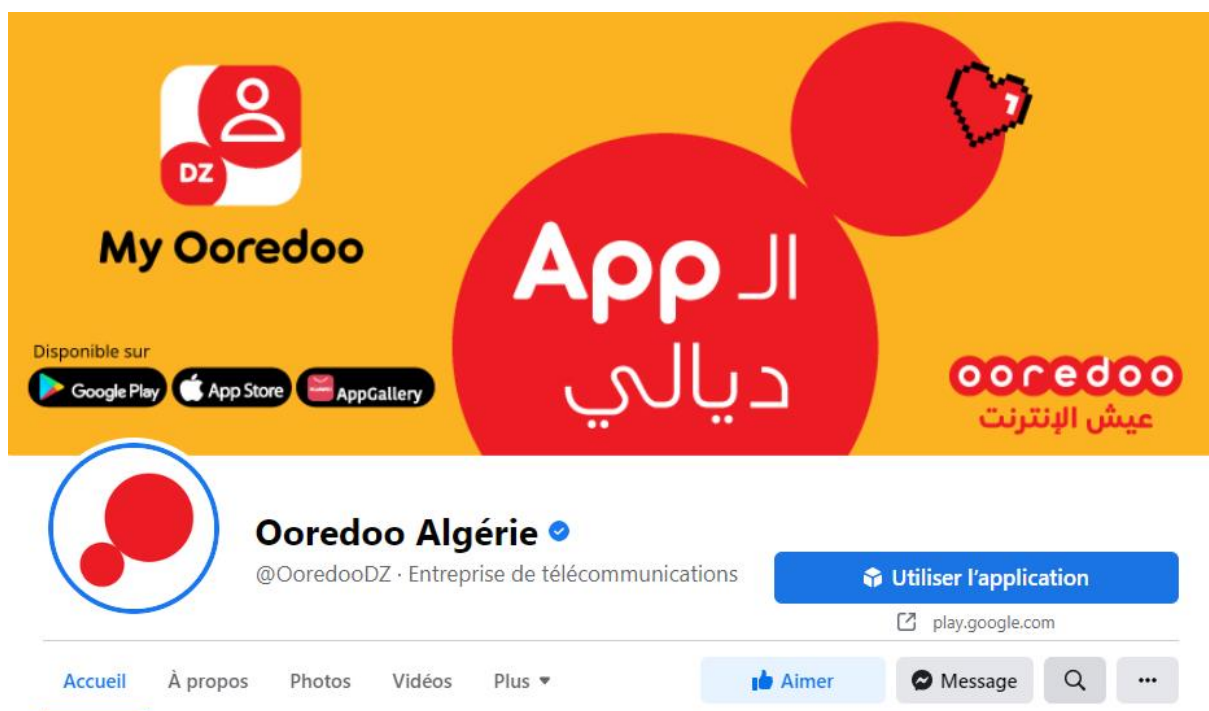 DZ
My Ooredoo
Disponible sur
Google Play
App Store
AppGallery
الـ App
ديالي
ooredoo
عيش الإنترنت
Ooredoo Algérie
@OoredooDZ · Entreprise de télécommunications
Utiliser l'application
play.google.com
Accueil À propos Photos Vidéos Plus
Aimer Message